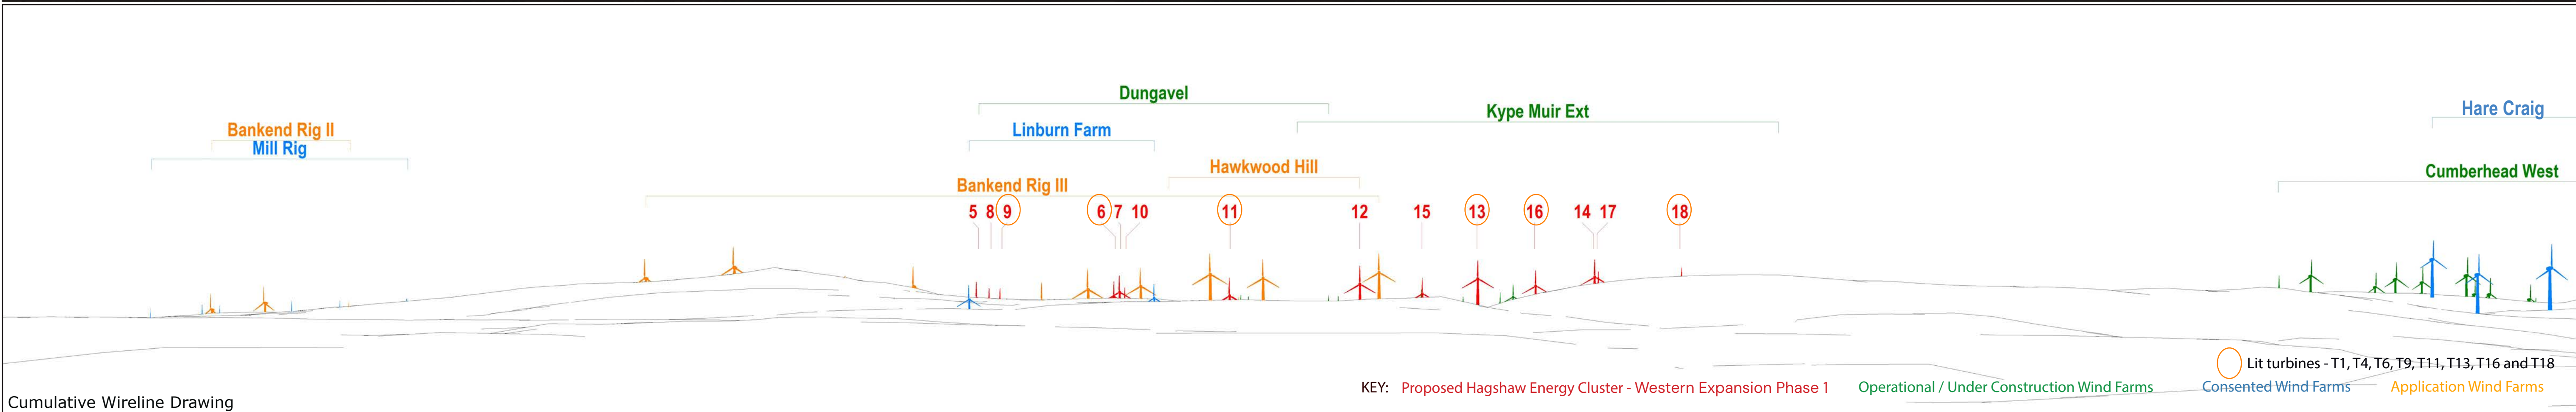 Dungavel
Kype Muir Ext
Hare Craig
Bankend Rig II
Linburn Farm
Mill Rig
Hawkwood Hill
Cumberhead West
Bankend Rig III
5 8 9 6 7 10 11 12 15 13 16 14 17 18
Lit turbines - T1, T4, T6, T9, T11, T13, T16 and T18
KEY: Proposed Hagshaw Energy Cluster - Western Expansion Phase 1 Operational / Under Construction Wind Farms Consented Wind Farms Application Wind Farms
Cumulative Wireline Drawing